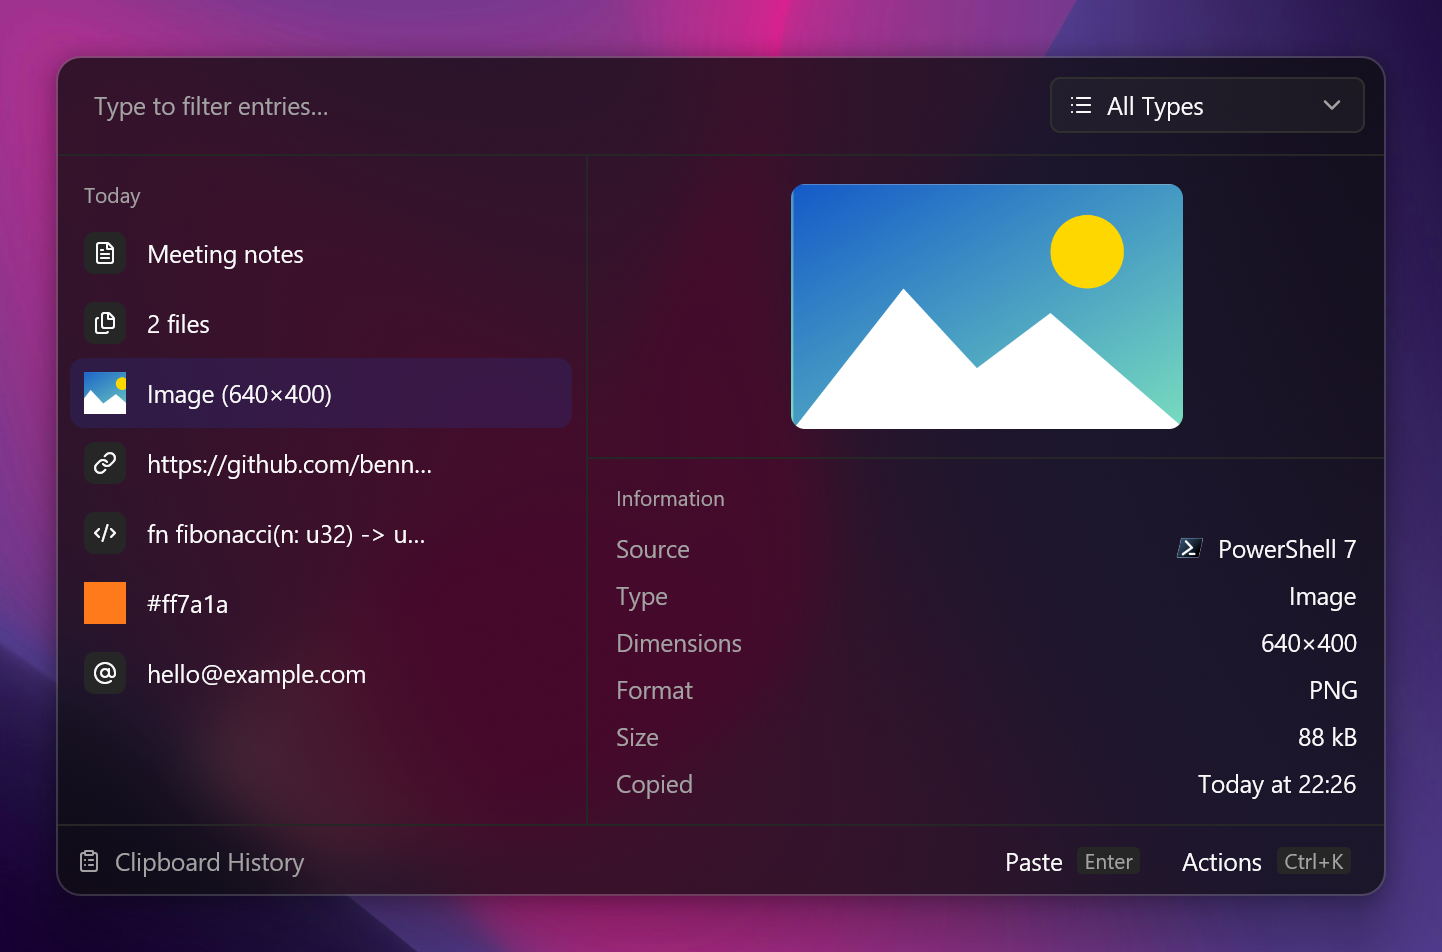 Type to filter entries...
All Types
Today
Meeting notes
2 files
Image (640×400)
https://github.com/benn...
fn fibonacci(n: u32) -> u...
#ff7a1a
hello@example.com
Information
Source PowerShell 7
Type Image
Dimensions 640×400
Format PNG
Size 88 kB
Copied Today at 22:26
Clipboard History
Paste Enter Actions Ctrl+K